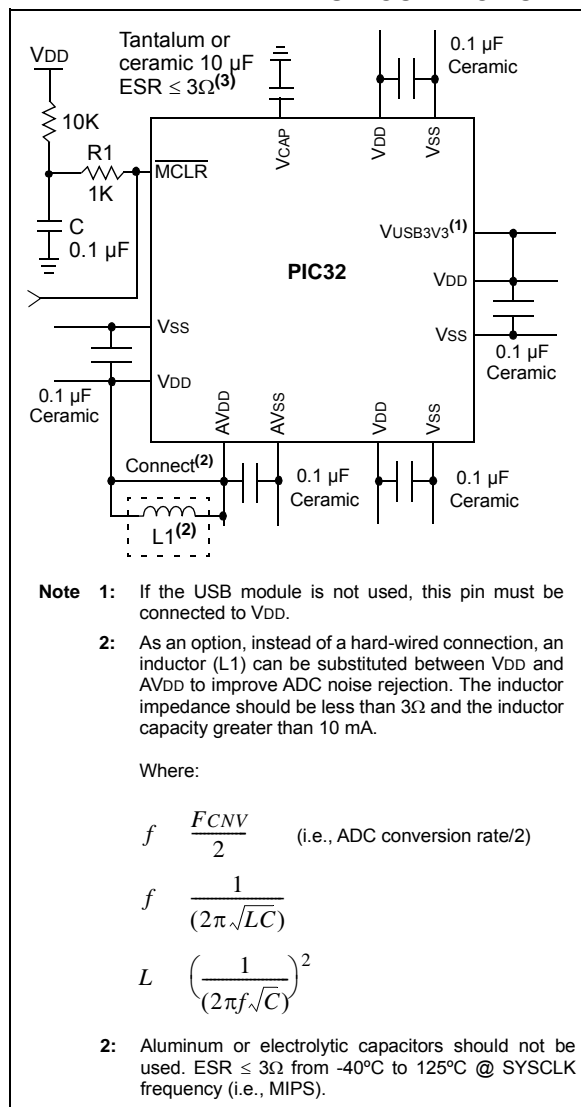 VDD
Tantalum or
ceramic 10 µF
ESR ≤ 3Ω(3)
0.1 µF
Ceramic
10K
R1
1K
C
0.1 µF
MCLR
VCAP
VDD
VSS
VUSB3V3(1)
VDD
VSS
PIC32
VSS
VDD
0.1 µF
Ceramic
0.1 µF
Ceramic
AVDD
AVSS
VDD
VSS
Connect(2)
L1(2)
0.1 µF
Ceramic
0.1 µF
Ceramic
Note 1: If the USB module is not used, this pin must be
connected to VDD.
2: As an option, instead of a hard-wired connection, an
inductor (L1) can be substituted between VDD and
AVDD to improve ADC noise rejection. The inductor
impedance should be less than 3Ω and the inductor
capacity greater than 10 mA.
Where:
f FCNV/2 (i.e., ADC conversion rate/2)
f 1/(2π√LC)
L (1/(2πf√C))²
2: Aluminum or electrolytic capacitors should not be
used. ESR ≤ 3Ω from -40ºC to 125ºC @ SYSCLK
frequency (i.e., MIPS).